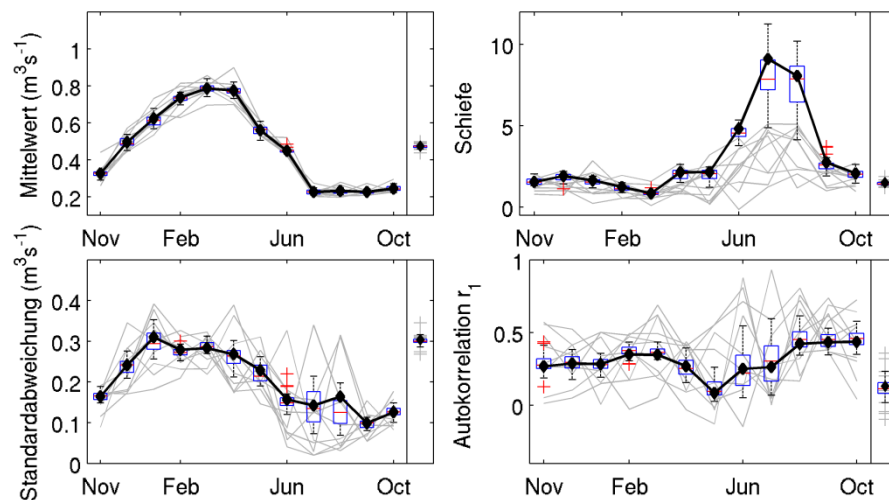 Mittelwert (m³s⁻¹)
1
0.8
0.6
0.4
0.2
Nov Feb Jun Oct
Schiefe
10
5
0
Nov Feb Jun Oct
Standardabweichung (m³s⁻¹)
0.4
0.3
0.2
0.1
0
Nov Feb Jun Oct
Autokorrelation r₁
1
0.5
0
Nov Feb Jun Oct